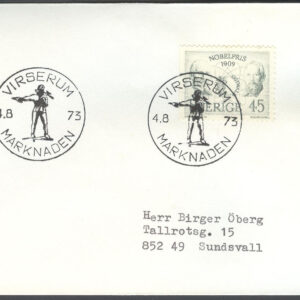 VIRSERUM
4.8 73
MARKNADEN
VIRSERUM
4.8 73
MARKNADEN
NOBELPRIS
1909
SVERIGE 45
Herr Birger Öberg
Tallrotsg. 15
852 49 Sundsvall